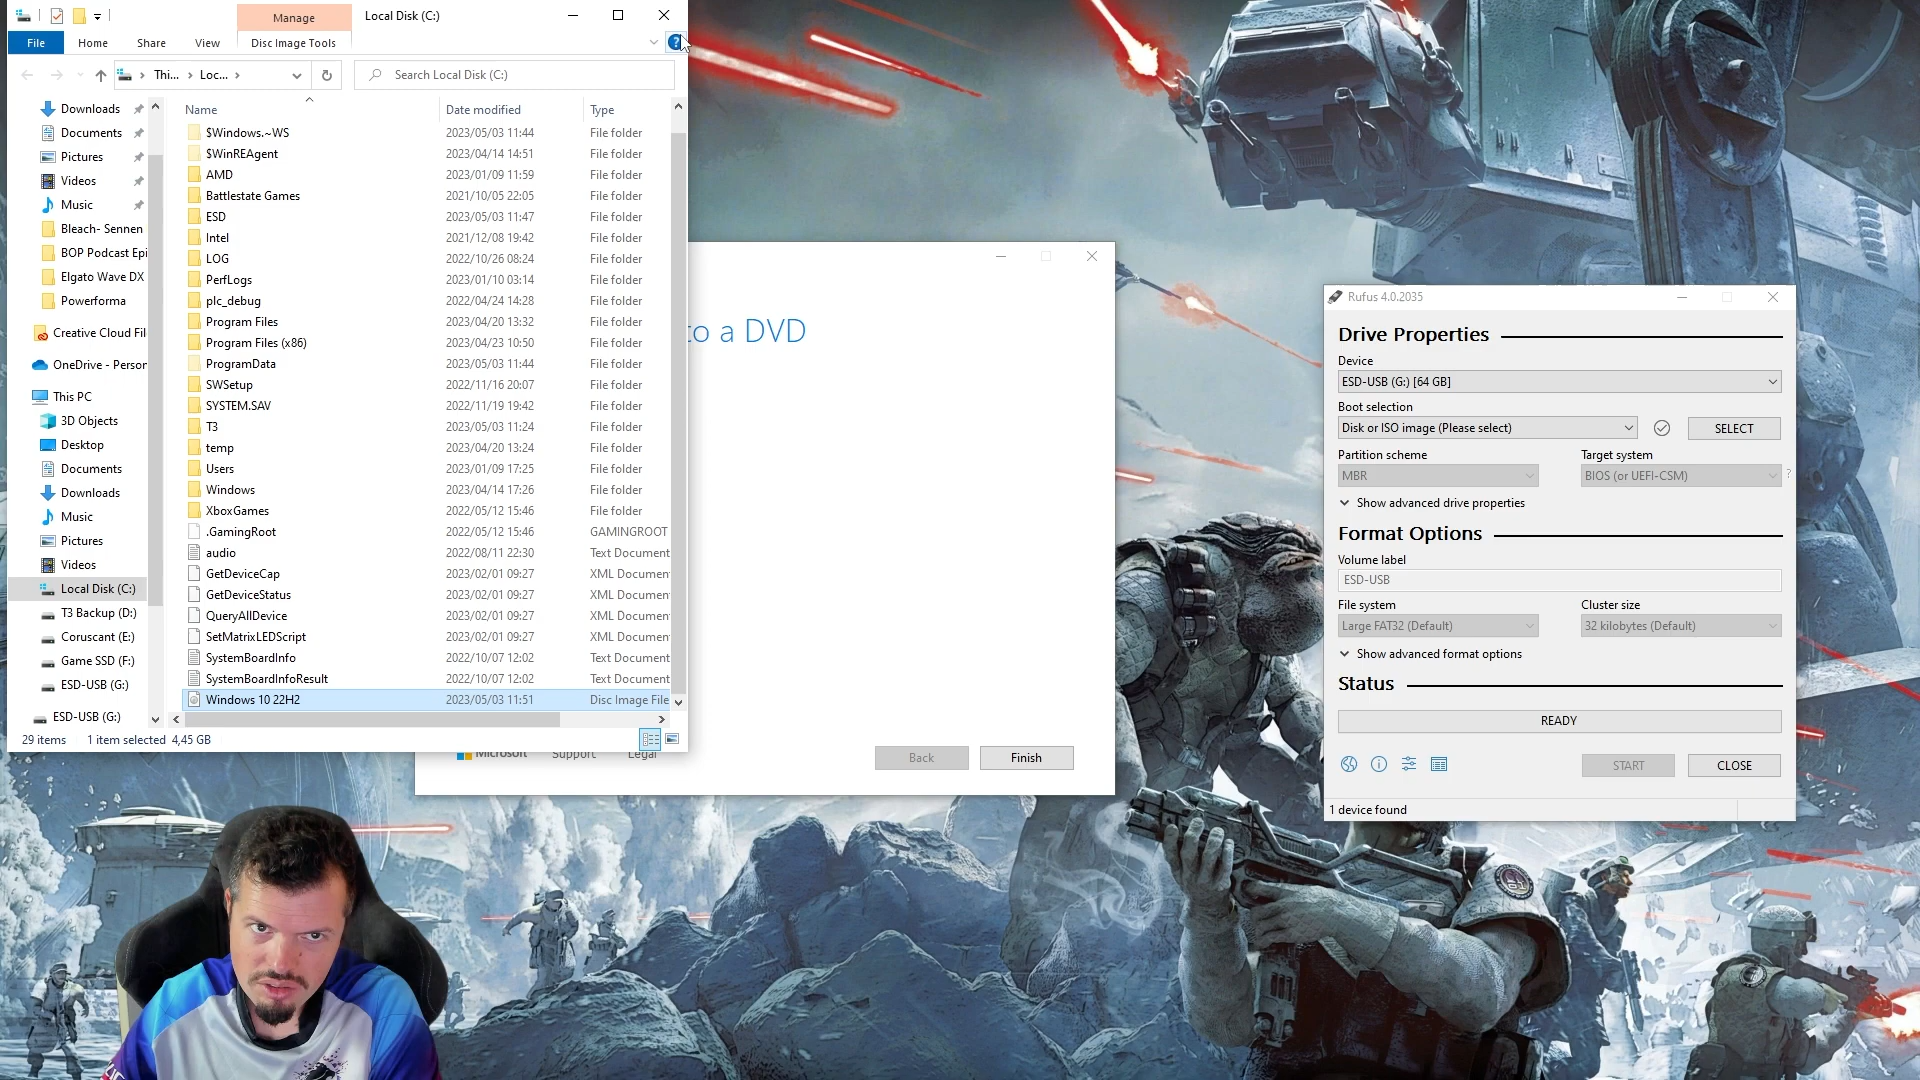 Manage
Local Disk (C:)
File
Home
Share
View
Disc Image Tools
?
Thi...
Loc...
Search Local Disk (C:)
Downloads
Documents
Pictures
Videos
Music
Bleach- Sennen
BOP Podcast Epi
Elgato Wave DX
Powerforma
Creative Cloud Fil
OneDrive - Person
This PC
3D Objects
Desktop
Documents
Downloads
Music
Pictures
Videos
Local Disk (C:)
T3 Backup (D:)
Coruscant (E:)
Game SSD (F:)
ESD-USB (G:)
ESD-USB (G:)
Name Date modified Type
$Windows.~WS 2023/05/03 11:44 File folder
$WinREAgent 2023/04/14 14:51 File folder
AMD 2023/01/09 11:59 File folder
Battlestate Games 2021/10/05 22:05 File folder
ESD 2023/05/03 11:47 File folder
Intel 2021/12/08 19:42 File folder
LOG 2022/10/26 08:24 File folder
PerfLogs 2023/01/10 03:14 File folder
plc_debug 2022/04/24 14:28 File folder
Program Files 2023/04/20 13:32 File folder
Program Files (x86) 2023/04/23 10:50 File folder
ProgramData 2023/05/03 11:44 File folder
SWSetup 2022/11/16 20:07 File folder
SYSTEM.SAV 2022/11/19 19:42 File folder
T3 2023/05/03 11:24 File folder
temp 2023/04/20 13:24 File folder
Users 2023/01/09 17:25 File folder
Windows 2023/04/14 17:26 File folder
XboxGames 2022/05/12 15:46 File folder
.GamingRoot 2022/05/12 15:46 GAMINGROOT
audio 2022/08/11 22:30 Text Document
GetDeviceCap 2023/02/01 09:27 XML Documen
GetDeviceStatus 2023/02/01 09:27 XML Documen
QueryAllDevice 2023/02/01 09:27 XML Documen
SetMatrixLEDScript 2023/02/01 09:27 XML Documen
SystemBoardInfo 2022/10/07 12:02 Text Document
SystemBoardInfoResult 2022/10/07 12:02 Text Document
Windows 10 22H2 2023/05/03 11:51 Disc Image File
29 items 1 item selected 4,45 GB
to a DVD
Microsoft Support Legal
Back
Finish
Rufus 4.0.2035
Drive Properties
Device
ESD-USB (G:) [64 GB]
Boot selection
Disk or ISO image (Please select)
SELECT
Partition scheme Target system
MBR BIOS (or UEFI-CSM) ?
Show advanced drive properties
Format Options
Volume label
ESD-USB
File system Cluster size
Large FAT32 (Default) 32 kilobytes (Default)
Show advanced format options
Status
READY
START CLOSE
1 device found